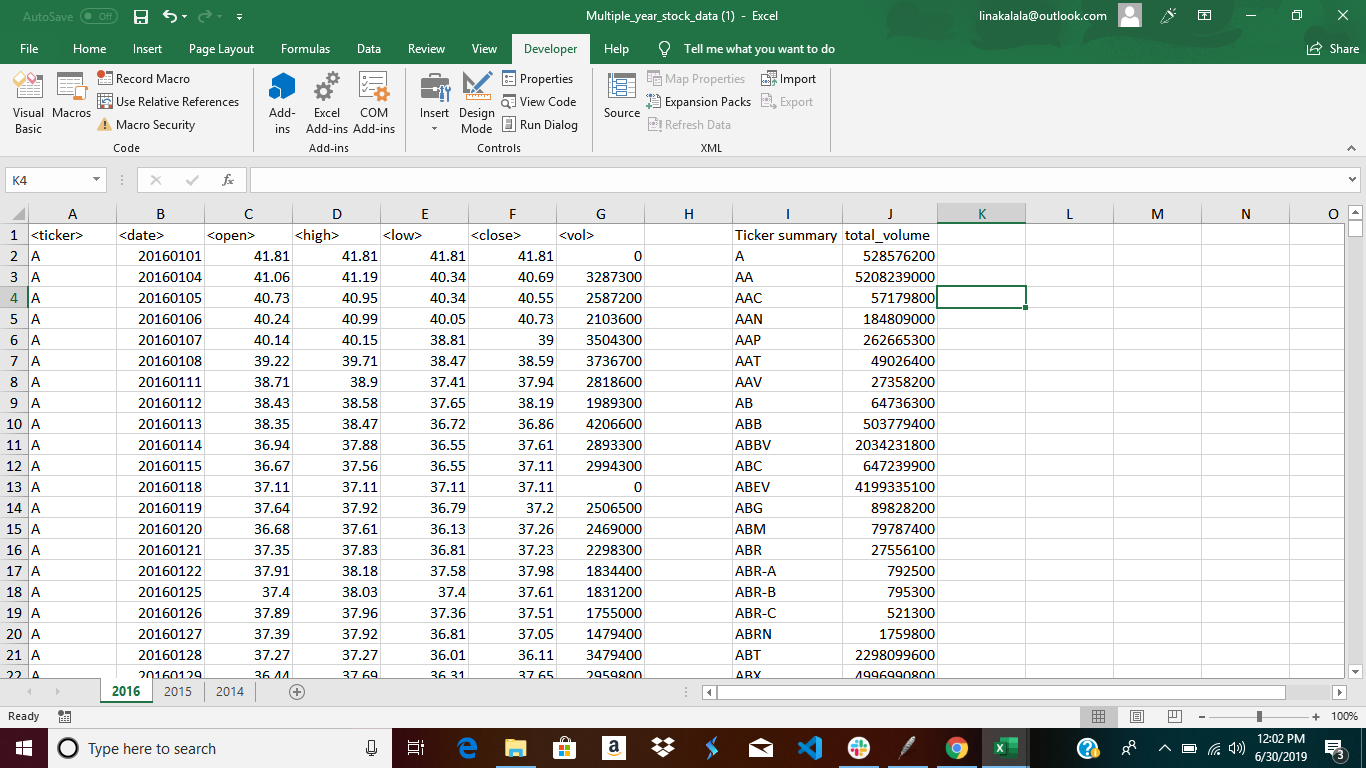 AutoSave Off Multiple_year_stock_data (1) - Excel linakalala@outlook.com
File Home Insert Page Layout Formulas Data Review View Developer Help Tell me what you want to do Share
Visual Basic
Macros
Record Macro
Use Relative References
Macro Security
Code
Add-ins
Excel Add-ins
COM Add-ins
Add-ins
Insert
Design Mode
Properties
View Code
Run Dialog
Controls
Source
Map Properties
Expansion Packs
Refresh Data
Import
Export
XML
K4 fx
A B C D E F G H I J K L M N O
1 <ticker> <date> <open> <high> <low> <close> <vol> Ticker summary total_volume
2 A 20160101 41.81 41.81 41.81 41.81 0 A 528576200
3 A 20160104 41.06 41.19 40.34 40.69 3287300 AA 5208239000
4 A 20160105 40.73 40.95 40.34 40.55 2587200 AAC 57179800
5 A 20160106 40.24 40.99 40.05 40.73 2103600 AAN 184809000
6 A 20160107 40.14 40.15 38.81 39 3504300 AAP 262665300
7 A 20160108 39.22 39.71 38.47 38.59 3736700 AAT 49026400
8 A 20160111 38.71 38.9 37.41 37.94 2818600 AAV 27358200
9 A 20160112 38.43 38.58 37.65 38.19 1989300 AB 64736300
10 A 20160113 38.35 38.47 36.72 36.86 4206600 ABB 503779400
11 A 20160114 36.94 37.88 36.55 37.61 2893300 ABBV 2034231800
12 A 20160115 36.67 37.56 36.55 37.11 2994300 ABC 647239900
13 A 20160118 37.11 37.11 37.11 37.11 0 ABEV 4199335100
14 A 20160119 37.64 37.92 36.79 37.2 2506500 ABG 89828200
15 A 20160120 36.68 37.61 36.13 37.26 2469000 ABM 79787400
16 A 20160121 37.35 37.83 36.81 37.23 2298300 ABR 27556100
17 A 20160122 37.91 38.18 37.58 37.98 1834400 ABR-A 792500
18 A 20160125 37.4 38.03 37.4 37.61 1831200 ABR-B 795300
19 A 20160126 37.89 37.96 37.36 37.51 1755000 ABR-C 521300
20 A 20160127 37.39 37.92 36.81 37.05 1479400 ABRN 1759800
21 A 20160128 37.27 37.27 36.01 36.11 3479400 ABT 2298099600
22 A 20160129 36.44 37.69 36.31 37.65 2959800 ABX 4996990800
2016 2015 2014
Ready 100%
Type here to search
12:02 PM
6/30/2019
3